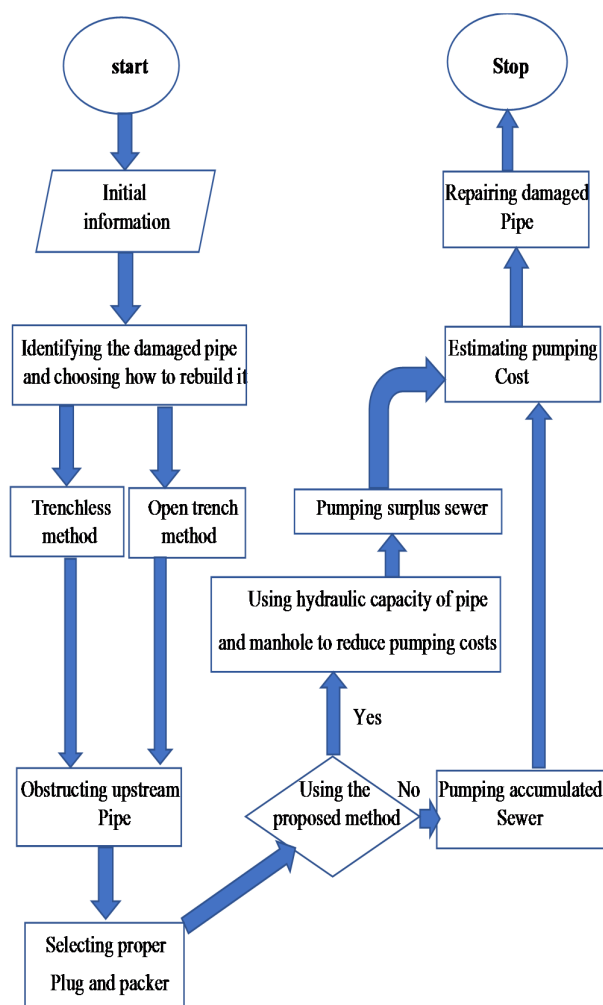 start
Initial
information
Identifying the damaged pipe
and choosing how to rebuild it
Trenchless
method
Open trench
method
Obstructing upstream
Pipe
Selecting proper
Plug and packer
Using the
proposed method
Yes
No
Using hydraulic capacity of pipe
and manhole to reduce pumping costs
Pumping surplus sewer
Pumping accumulated
Sewer
Estimating pumping
Cost
Repairing damaged
Pipe
Stop